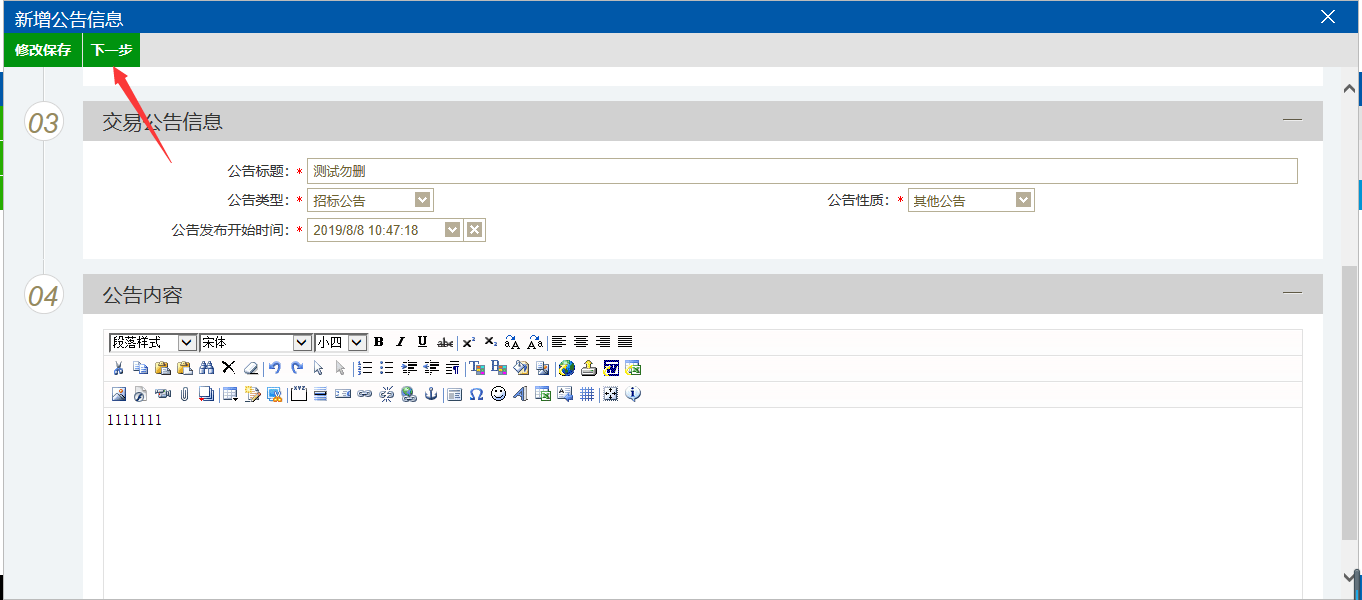 新增公告信息
修改保存 下一步
03 交易公告信息
公告标题：* 测试勿删
公告类型：* 招标公告 公告性质：* 其他公告
公告发布开始时间：* 2019/8/8 10:47:18
04 公告内容
段落样式 宋体 小四 B I U abc x² x₂
1111111